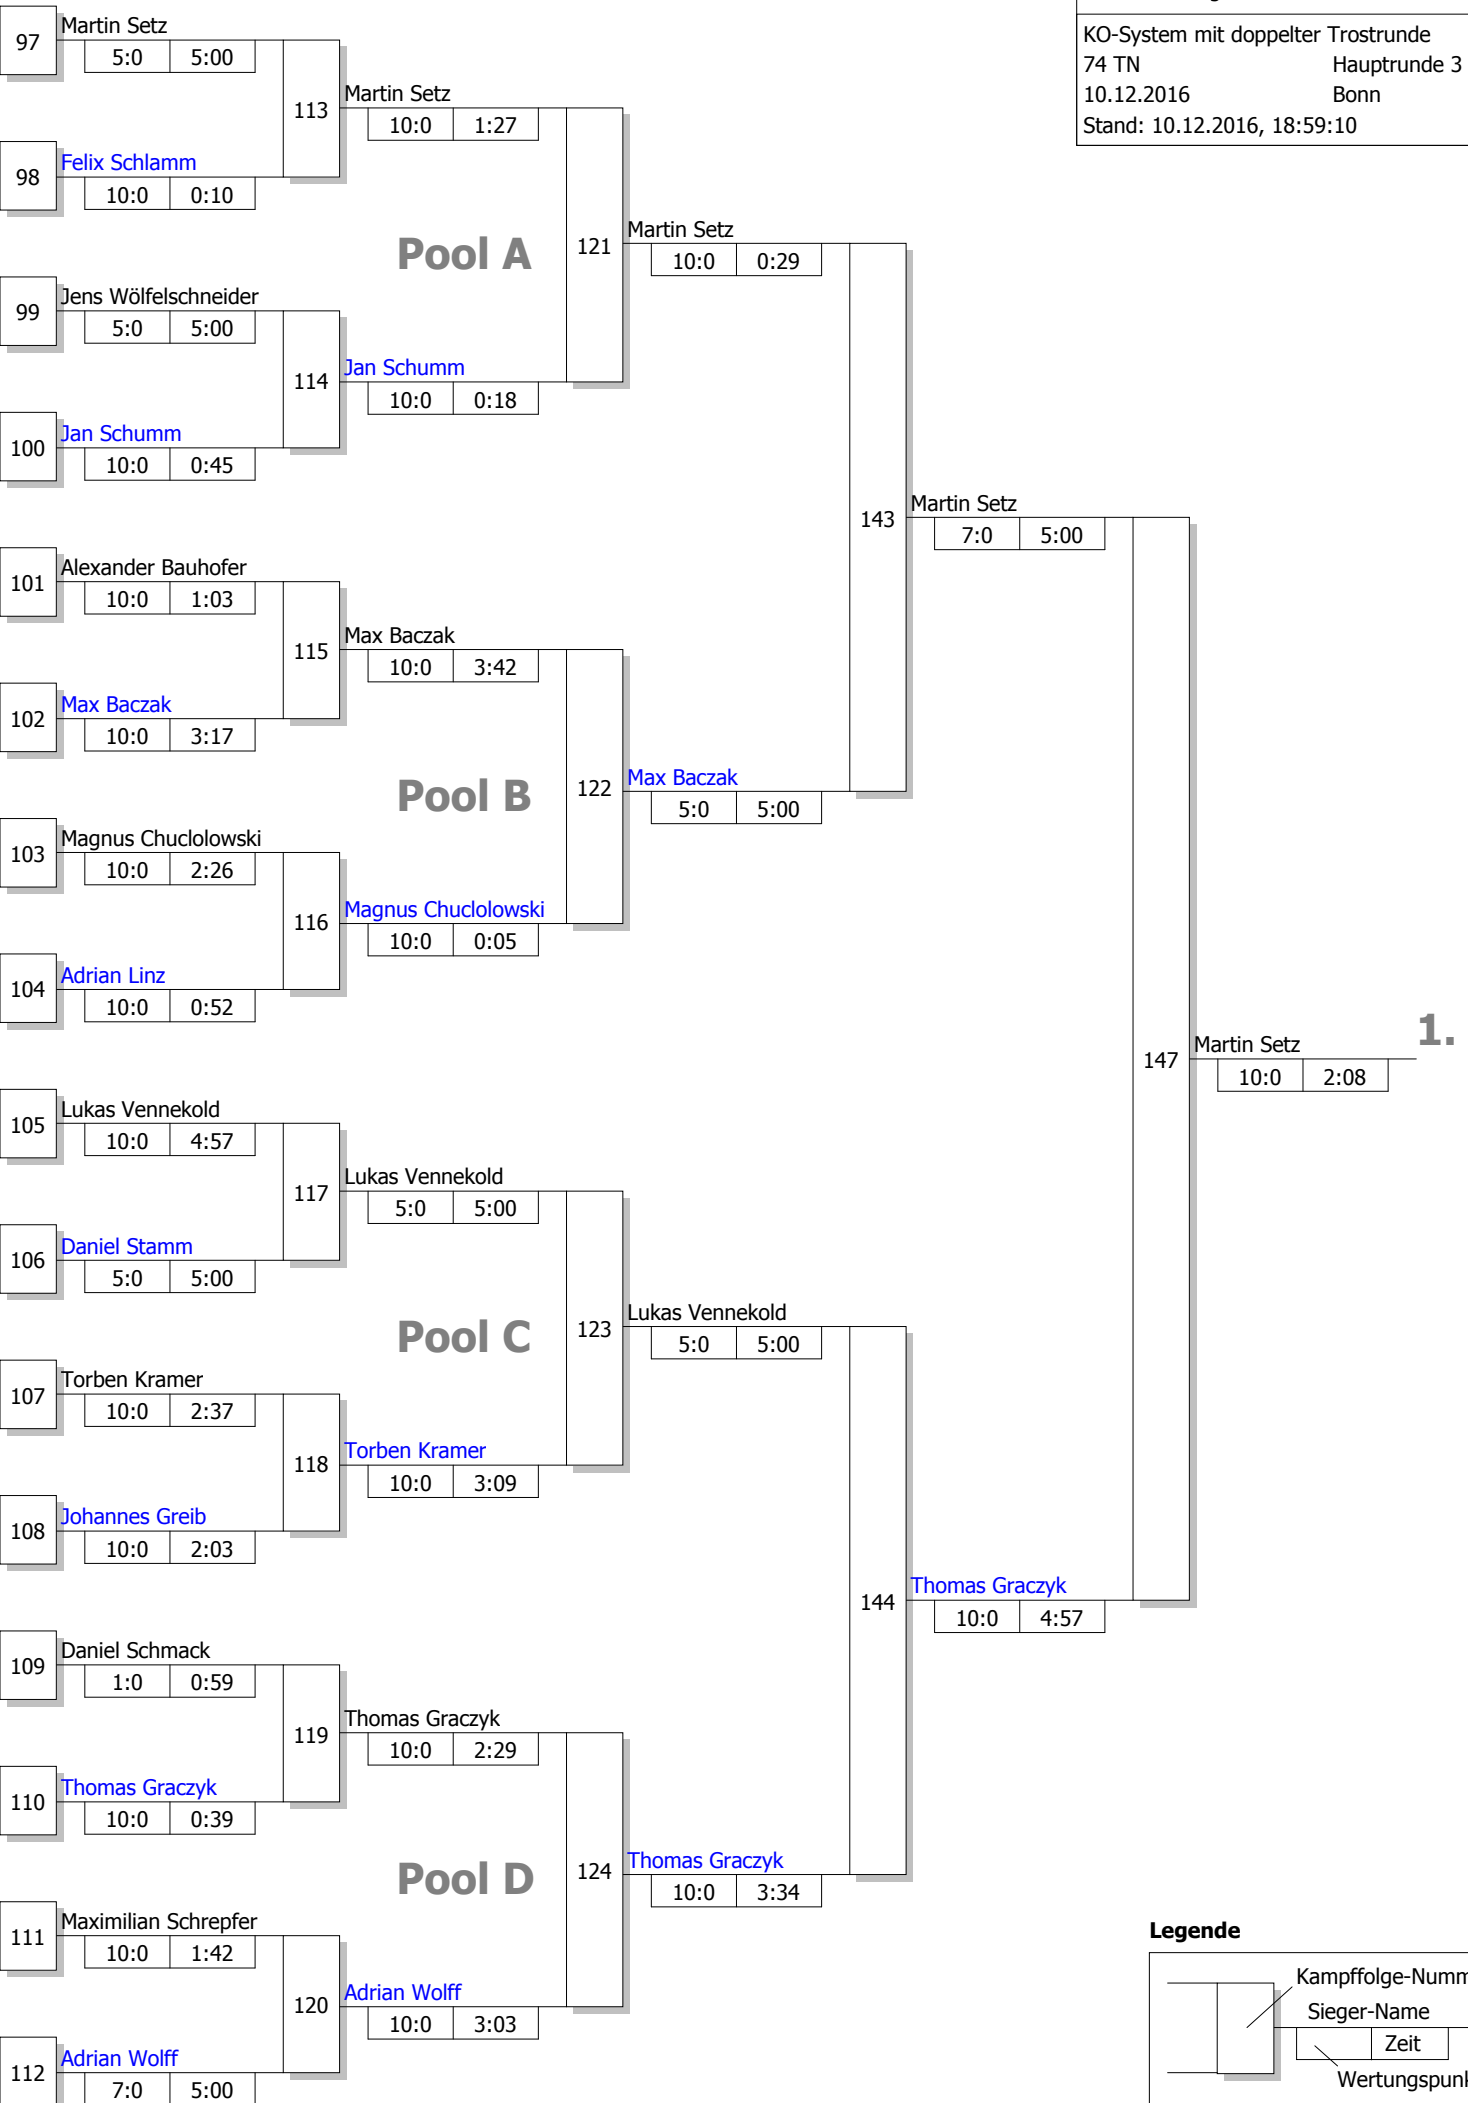 KO-System mit doppelter Trostrunde
74 TN Hauptrunde 3
10.12.2016 Bonn
Stand: 10.12.2016, 18:59:10
97 Martin Setz
5:0 5:00
113 Martin Setz
10:0 1:27
98 Felix Schlamm
10:0 0:10
Pool A
121 Martin Setz
10:0 0:29
99 Jens Wölfelschneider
5:0 5:00
114 Jan Schumm
10:0 0:18
100 Jan Schumm
10:0 0:45
143 Martin Setz
7:0 5:00
101 Alexander Bauhofer
10:0 1:03
115 Max Baczak
10:0 3:42
102 Max Baczak
10:0 3:17
Pool B
122 Max Baczak
5:0 5:00
103 Magnus Chuclolowski
10:0 2:26
116 Magnus Chuclolowski
10:0 0:05
104 Adrian Linz
10:0 0:52
147 Martin Setz 1.
10:0 2:08
105 Lukas Vennekold
10:0 4:57
117 Lukas Vennekold
5:0 5:00
106 Daniel Stamm
5:0 5:00
Pool C
123 Lukas Vennekold
5:0 5:00
107 Torben Kramer
10:0 2:37
118 Torben Kramer
10:0 3:09
108 Johannes Greib
10:0 2:03
144 Thomas Graczyk
10:0 4:57
109 Daniel Schmack
1:0 0:59
119 Thomas Graczyk
10:0 2:29
110 Thomas Graczyk
10:0 0:39
Pool D
124 Thomas Graczyk
10:0 3:34
111 Maximilian Schrepfer
10:0 1:42
120 Adrian Wolff
10:0 3:03
112 Adrian Wolff
7:0 5:00
Legende
Sieger-Name
Zeit